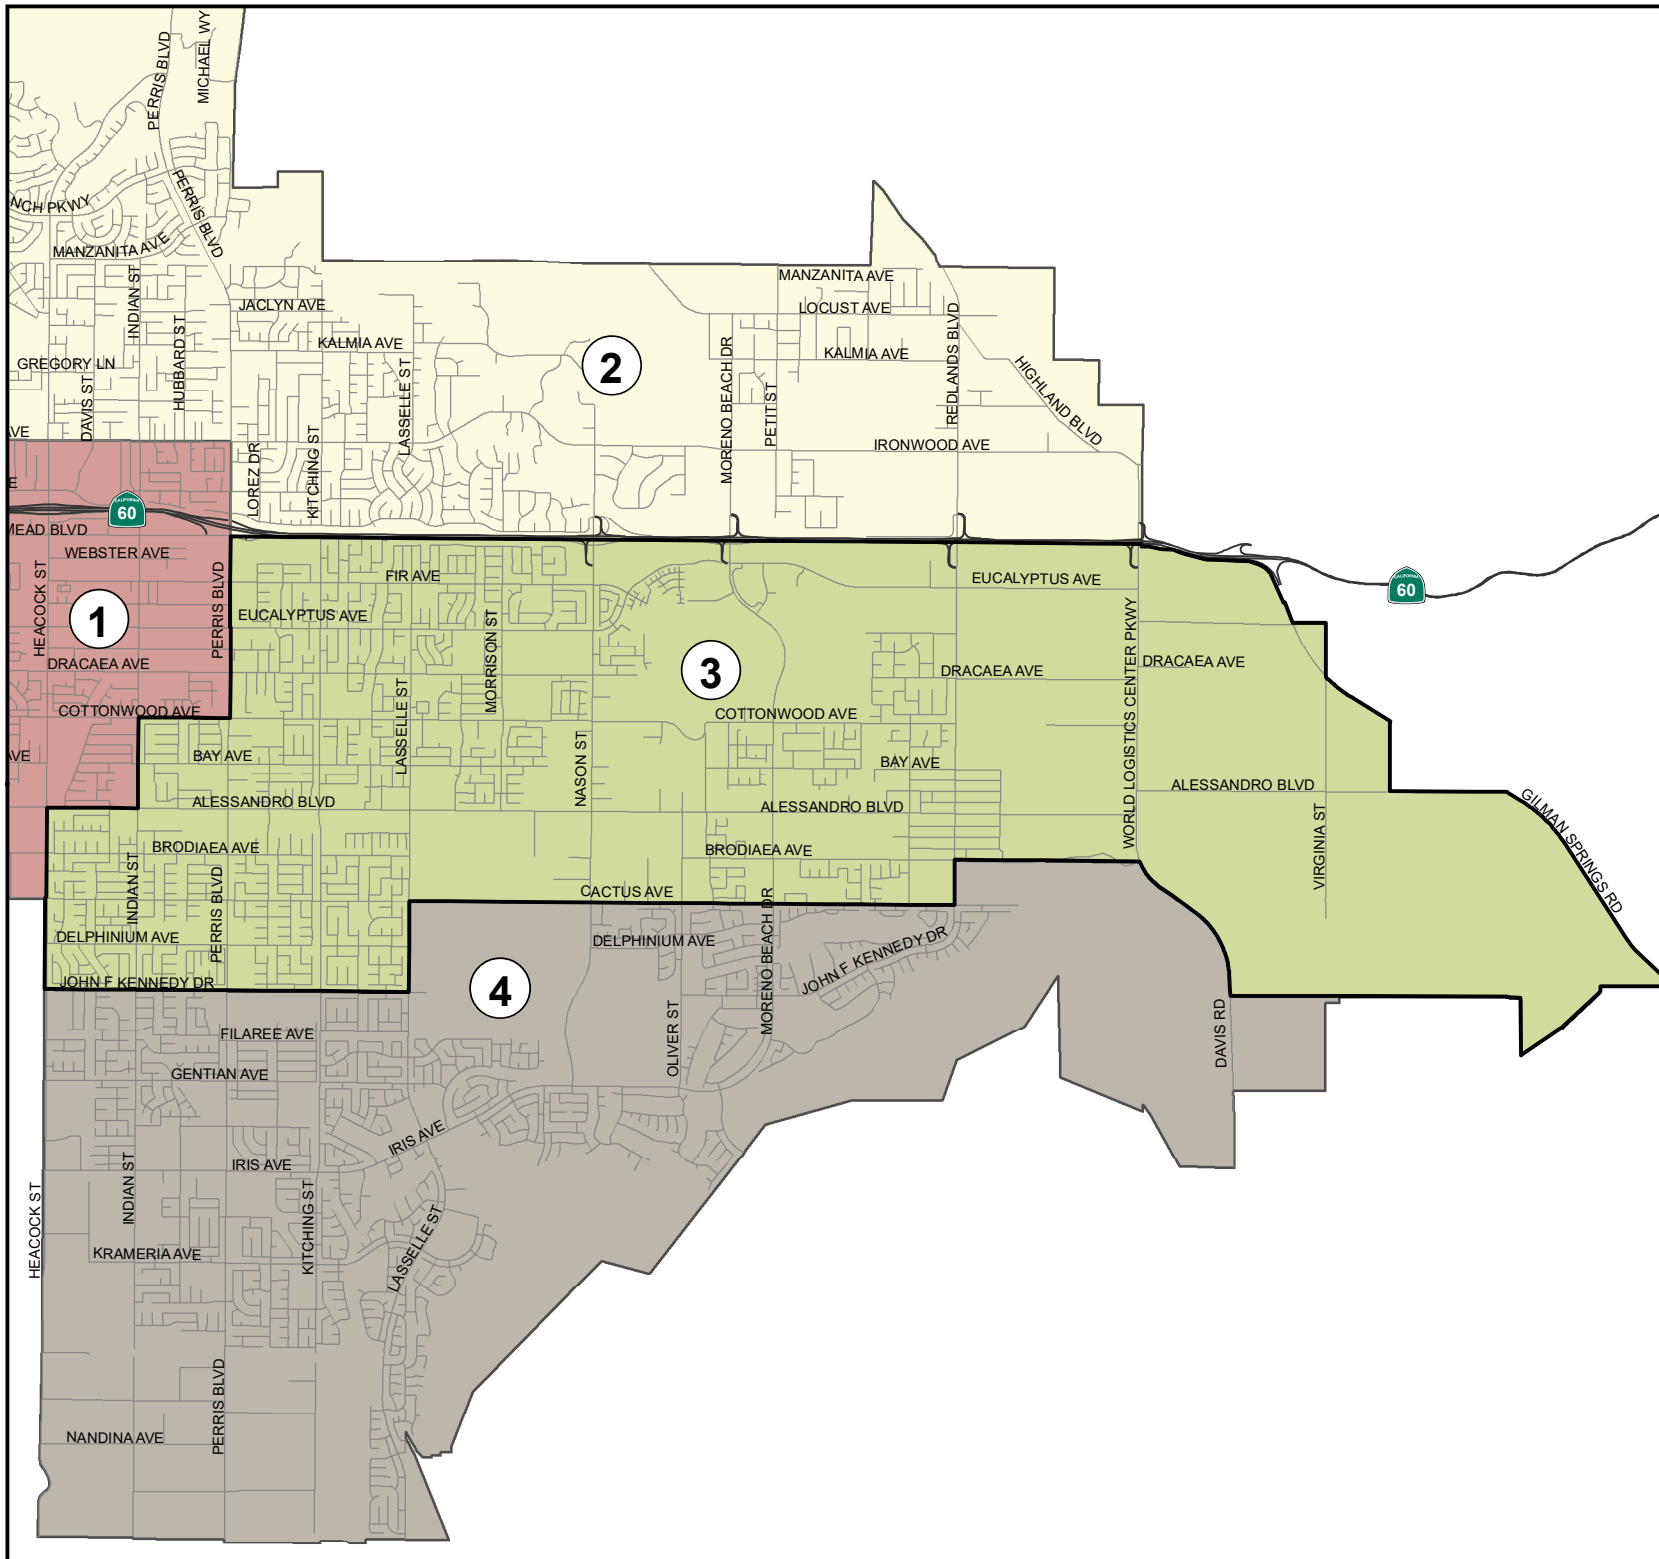 PERRIS BLVD
MICHAEL WY
NCH PKWY
PERRIS BLVD
MANZANITA AVE
INDIAN ST
HUBBARD ST
GREGORY LN
DAVIS ST
JACLYN AVE
KALMIA AVE
LASSELLE ST
2
MANZANITA AVE
LOCUST AVE
KALMIA AVE
MORENO BEACH DR
PETIT ST
REDLANDS BLVD
HIGHLAND BLVD
IRONWOOD AVE
LOREZ DR
KITCHING ST
AVE
E
CALIFORNIA
60
MEAD BLVD
WEBSTER AVE
HEACOCK ST
1
PERRIS BLVD
DRACAEA AVE
COTTONWOOD AVE
AVE
FIR AVE
EUCALYPTUS AVE
MORRISON ST
LASSELLE ST
3
EUCALYPTUS AVE
CALIFORNIA
60
DRACAEA AVE
DRACAEA AVE
WORLD LOGISTICS CENTER PKWY
COTTONWOOD AVE
BAY AVE
NASON ST
BAY AVE
ALESSANDRO BLVD
ALESSANDRO BLVD
ALESSANDRO BLVD
GILMAN SPRINGS RD
VIRGINIA ST
BRODIAEA AVE
BRODIAEA AVE
INDIAN ST
PERRIS BLVD
CACTUS AVE
DELPHINIUM AVE
DELPHINIUM AVE
MORENO BEACH DR
JOHN F KENNEDY DR
JOHN F KENNEDY DR
4
OLIVER ST
DAVIS RD
FILAREE AVE
GENTIAN AVE
IRIS AVE
IRIS AVE
INDIAN ST
HEACOCK ST
KITCHING ST
LASSELLE ST
KRAMERIA AVE
PERRIS BLVD
NANDINA AVE